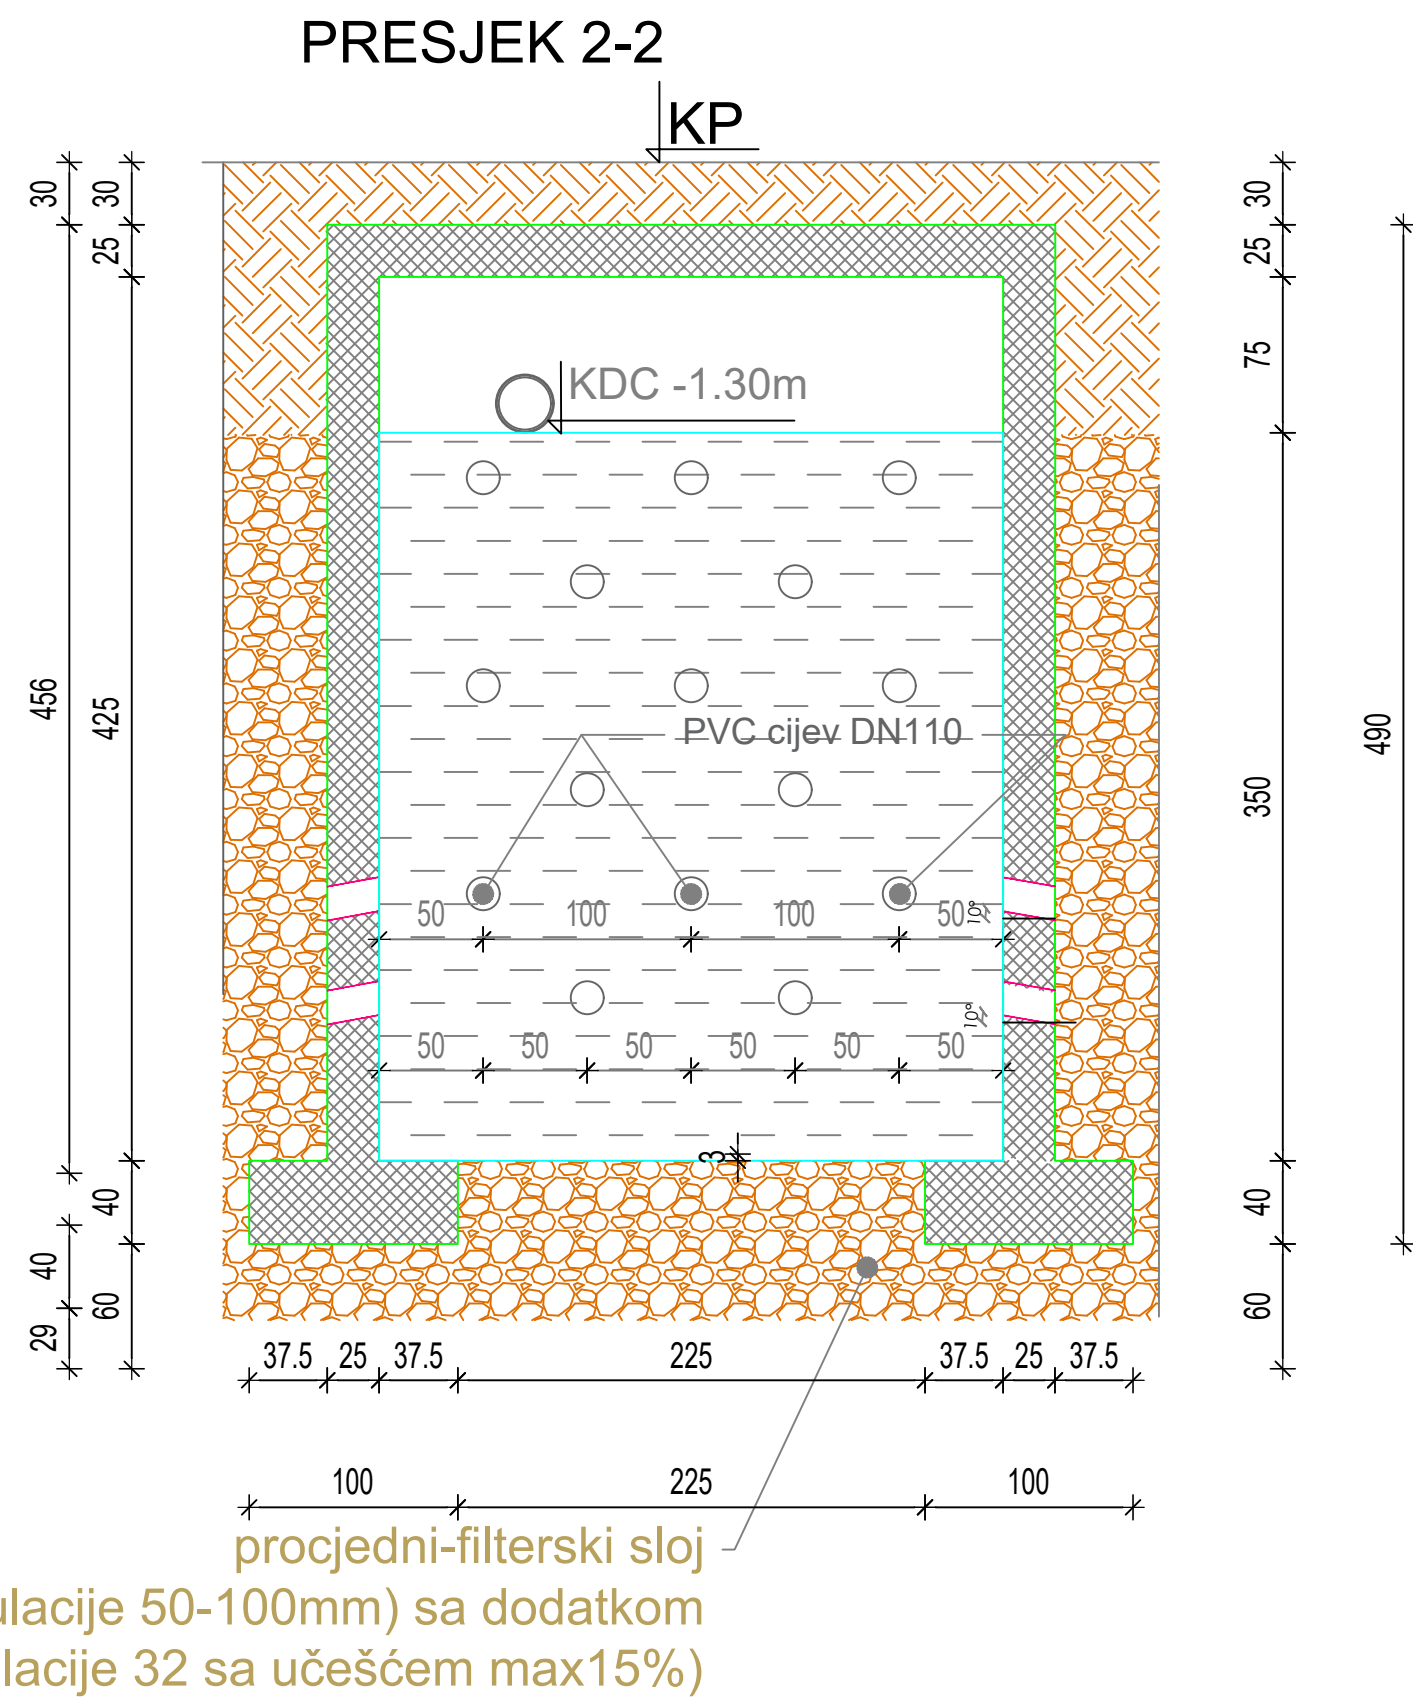 PRESJEK 2-2
KP
30
30
30
25
25
75
KDC -1.30m
456
425
PVC cijev DN110
490
350
50 100 100 50
10°
10°
50 50 50 50 50 50
3
40
40
40
60
60
29
37.5 25 37.5 225 37.5 25 37.5
100 225 100
procjedni-filterski sloj
ulacije 50-100mm) sa dodatkom
lacije 32 sa učešćem max15%)